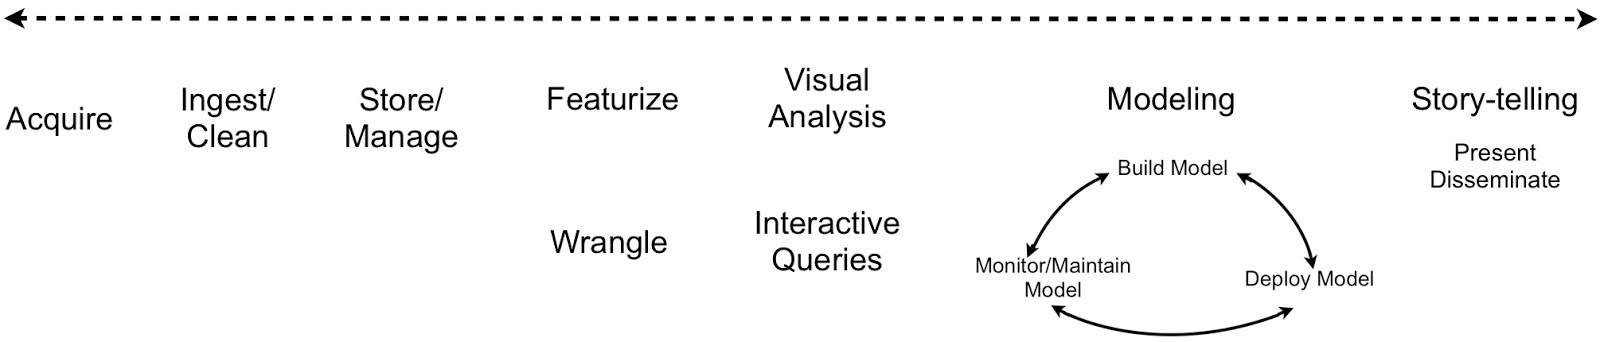 Acquire
Ingest/
Clean
Store/
Manage
Featurize
Wrangle
Visual
Analysis
Interactive
Queries
Modeling
Build Model
Monitor/Maintain
Model
Deploy Model
Story-telling
Present
Disseminate